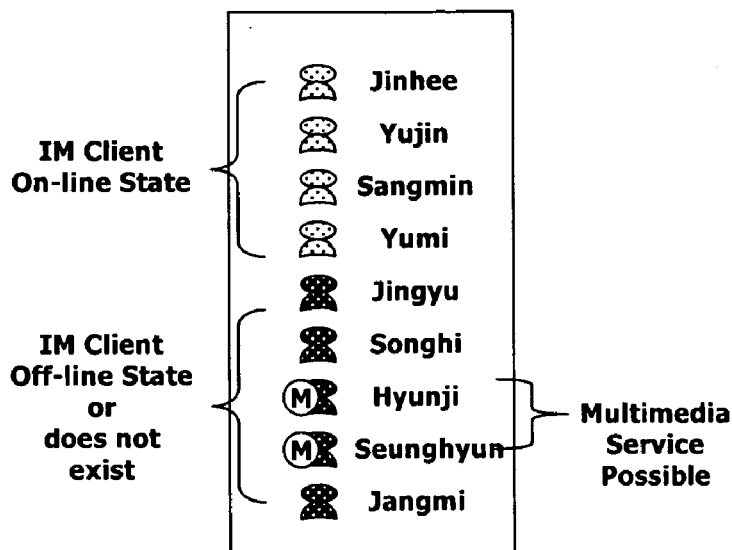 Jinhee
Yujin
Sangmin
Yumi
Jingyu
Songhi
M Hyunji
M Seunghyun
Jangmi
IM Client
On-line State
IM Client
Off-line State
or
does not
exist
Multimedia
Service
Possible